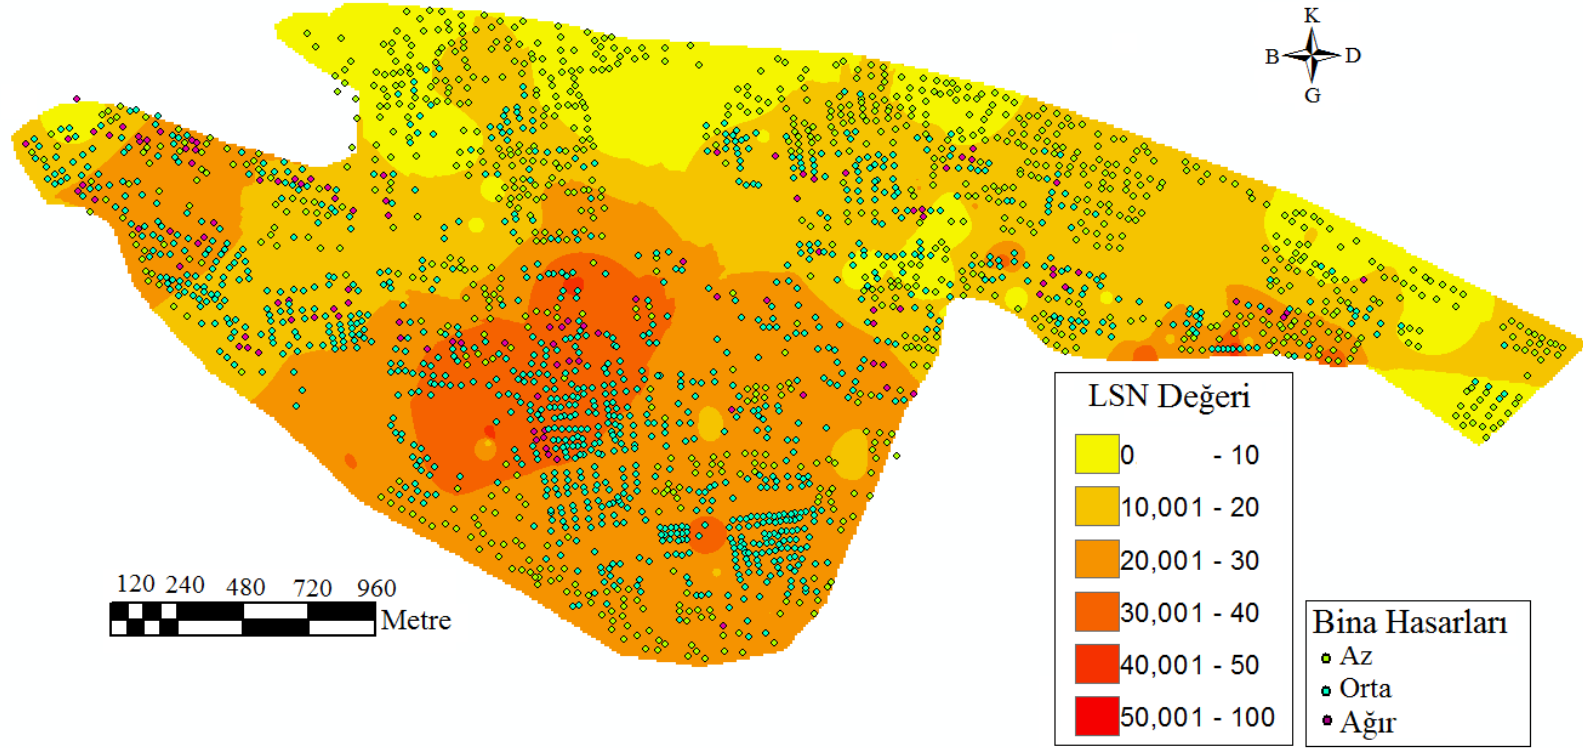 K
B D
G
LSN Değeri
0 - 10
10,001 - 20
20,001 - 30
30,001 - 40
40,001 - 50
50,001 - 100
120 240 480 720 960
Metre
Bina Hasarları
Az
Orta
Ağır